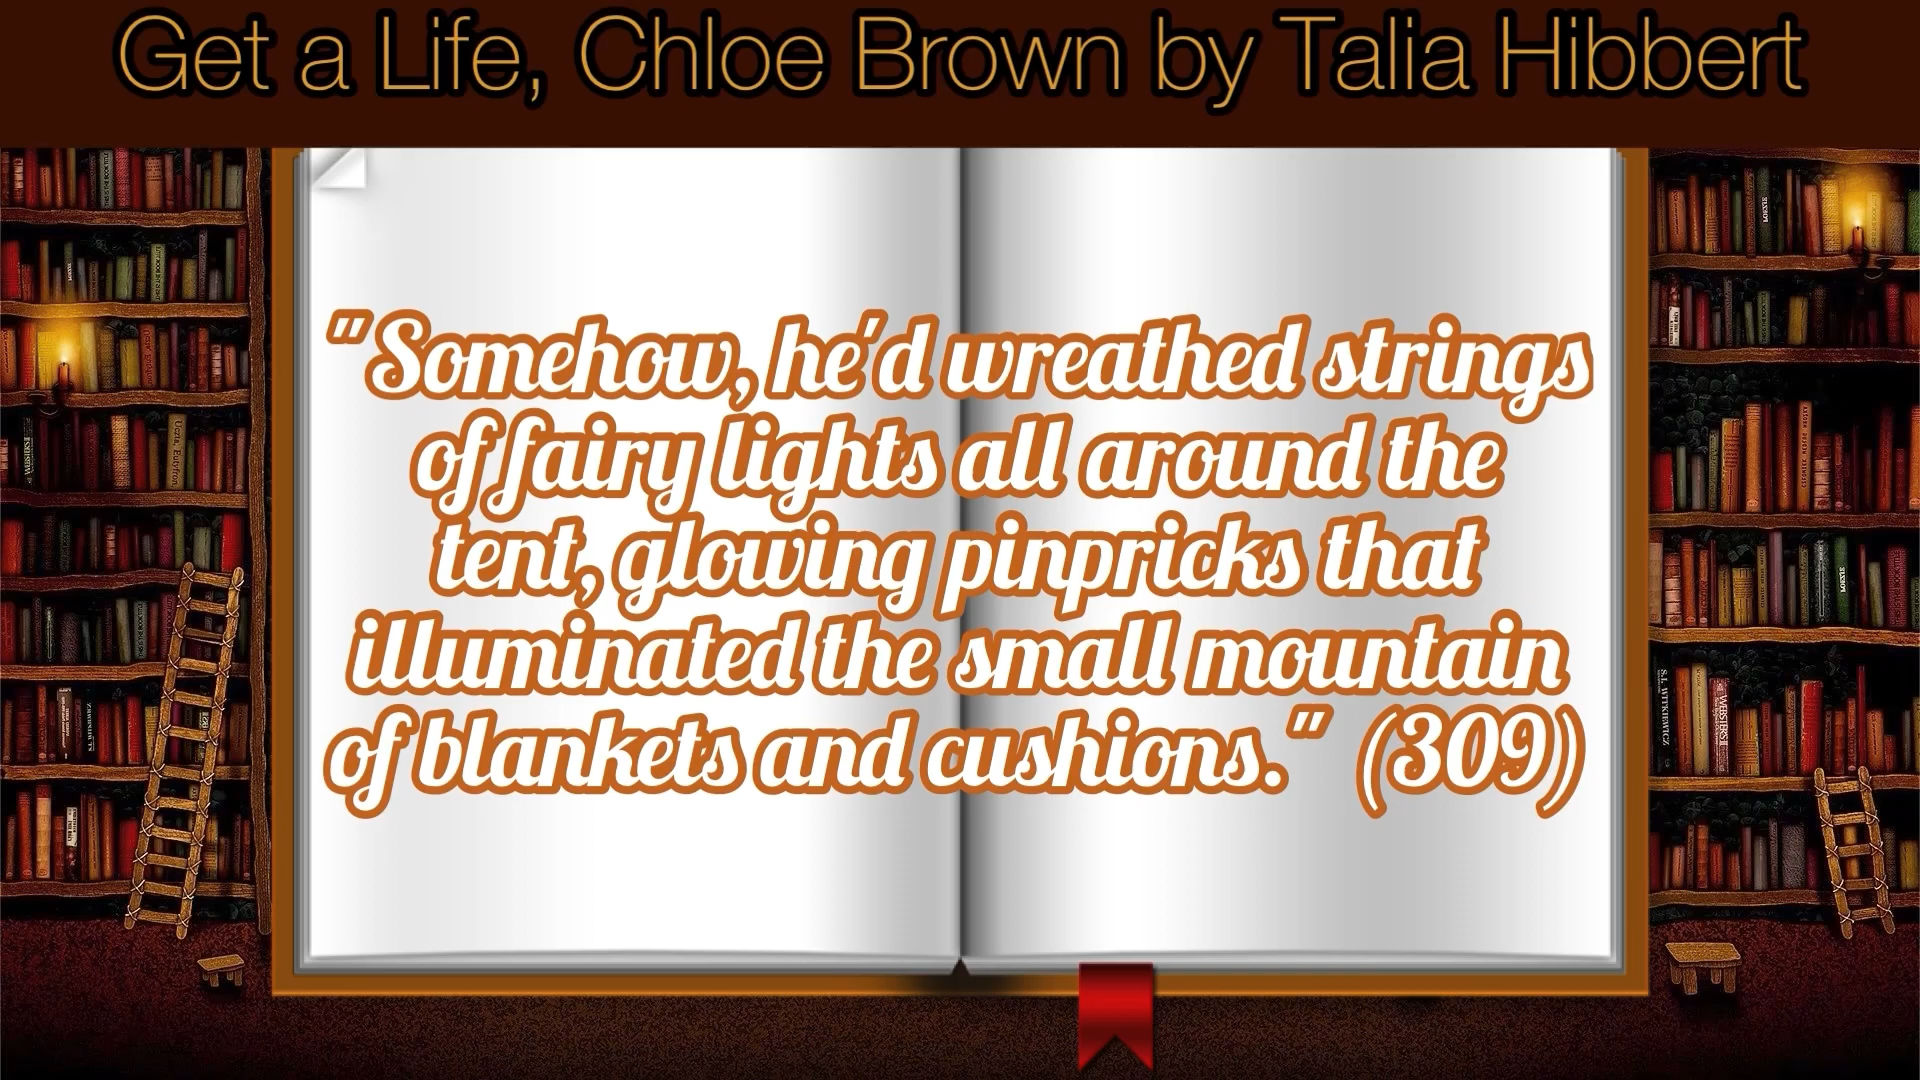 Get a Life, Chloe Brown by Talia Hibbert
"Somehow, he'd wreathed strings
of fairy lights all around the
tent, glowing pinpricks that
illuminated the small mountain
of blankets and cushions." (309)